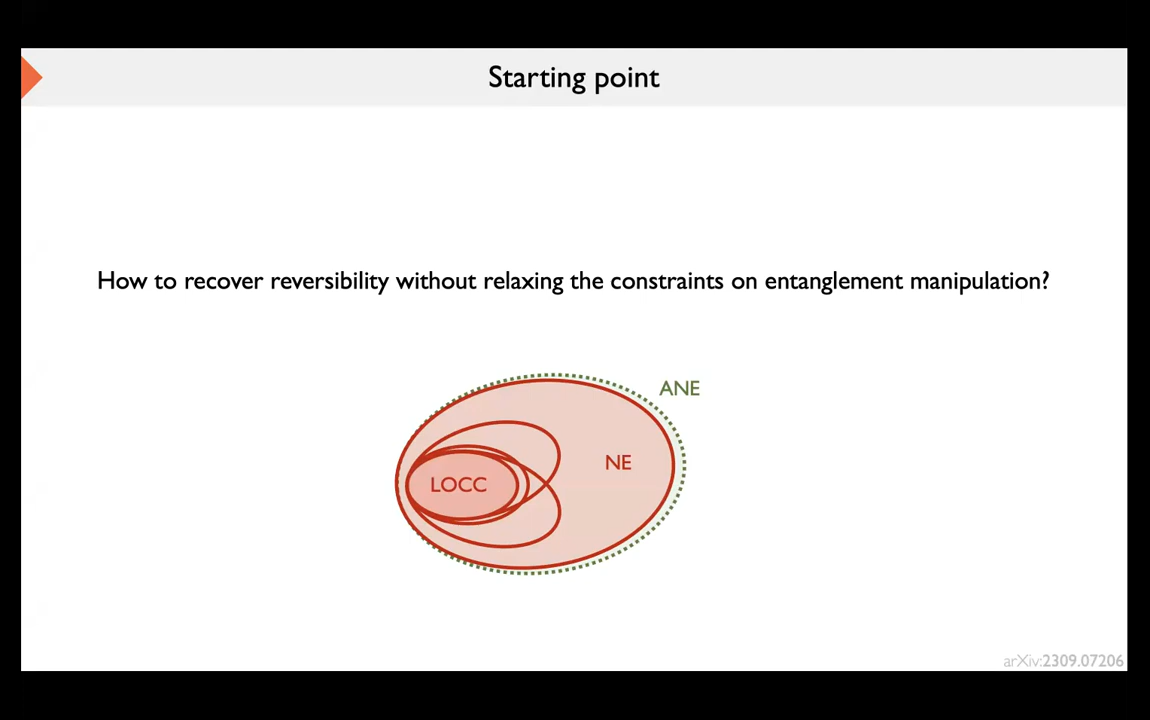 Starting point
How to recover reversibility without relaxing the constraints on entanglement manipulation?
ANE
NE
LOCC
arXiv:2309.07206